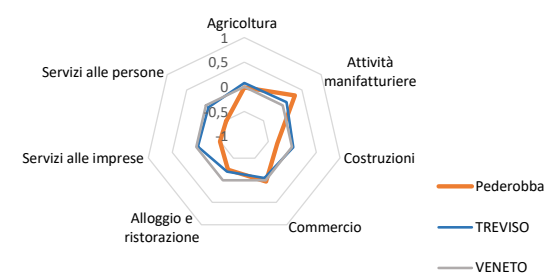 Agricoltura
1
0,5
0
0,5
-1
Attività
manifatturiere
Costruzioni
Commercio
Alloggio e
ristorazione
Servizi alle imprese
Servizi alle persone
Pederobba
TREVISO
VENETO